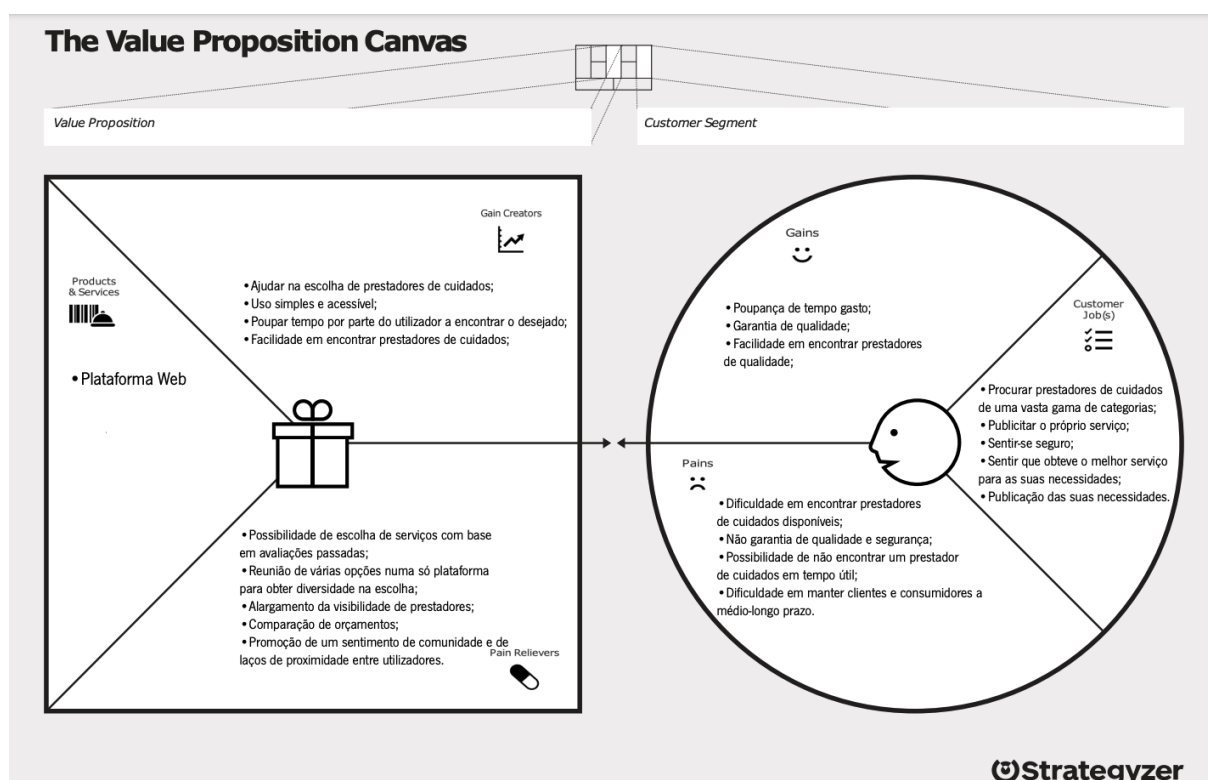 The Value Proposition Canvas
Value Proposition
Customer Segment
Gain Creators
Products
& Services
• Ajudar na escolha de prestadores de cuidados;
• Uso simples e acessível;
• Poupar tempo por parte do utilizador a encontrar o desejado;
• Facilidade em encontrar prestadores de cuidados;
• Plataforma Web
• Possibilidade de escolha de serviços com base
em avaliações passadas;
• Reunião de várias opções numa só plataforma
para obter diversidade na escolha;
• Alargamento da visibilidade de prestadores;
• Comparação de orçamentos;
• Promoção de um sentimento de comunidade e de
laços de proximidade entre utilizadores.
Pain Relievers
Gains
• Poupança de tempo gasto;
• Garantia de qualidade;
• Facilidade em encontrar prestadores
de qualidade;
Customer
Job(s)
• Procurar prestadores de cuidados
de uma vasta gama de categorias;
• Publicitar o próprio serviço;
• Sentir-se seguro;
• Sentir que obteve o melhor serviço
para as suas necessidades;
• Publicação das suas necessidades.
Pains
• Dificuldade em encontrar prestadores
de cuidados disponíveis;
• Não garantia de qualidade e segurança;
• Possibilidade de não encontrar um prestador
de cuidados em tempo útil;
• Dificuldade em manter clientes e consumidores a
médio-longo prazo.
Strategyzer